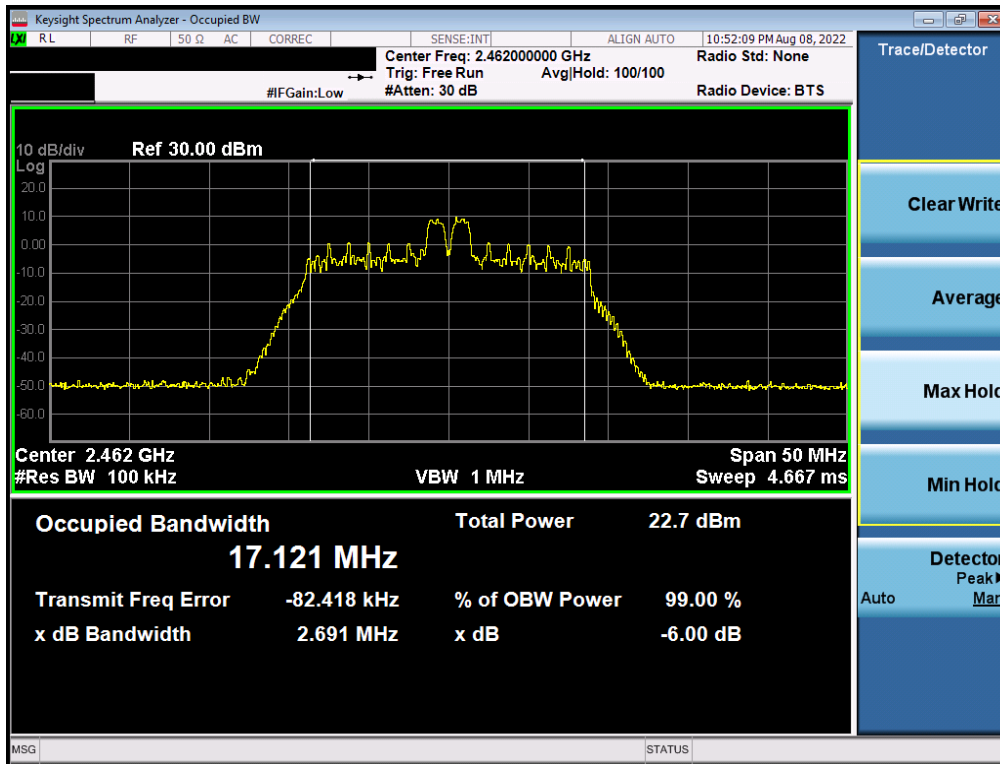 Keysight Spectrum Analyzer - Occupied BW
LXI RL RF 50 Ω AC CORREC SENSE:INT ALIGN AUTO 10:52:09 PM Aug 08, 2022
Center Freq: 2.462000000 GHz Radio Std: None
Trig: Free Run Avg|Hold: 100/100
#IFGain:Low #Atten: 30 dB Radio Device: BTS
Trace/Detector
10 dB/div Ref 30.00 dBm
Log
20.0
10.0
0.00
-10.0
-20.0
-30.0
-40.0
-50.0
-60.0
Center 2.462 GHz Span 50 MHz
#Res BW 100 kHz VBW 1 MHz Sweep 4.667 ms
Occupied Bandwidth Total Power 22.7 dBm
17.121 MHz
Transmit Freq Error -82.418 kHz % of OBW Power 99.00 %
x dB Bandwidth 2.691 MHz x dB -6.00 dB
Clear Write
Average
Max Hold
Min Hold
Detector
Peak▶
Auto Man
MSG STATUS